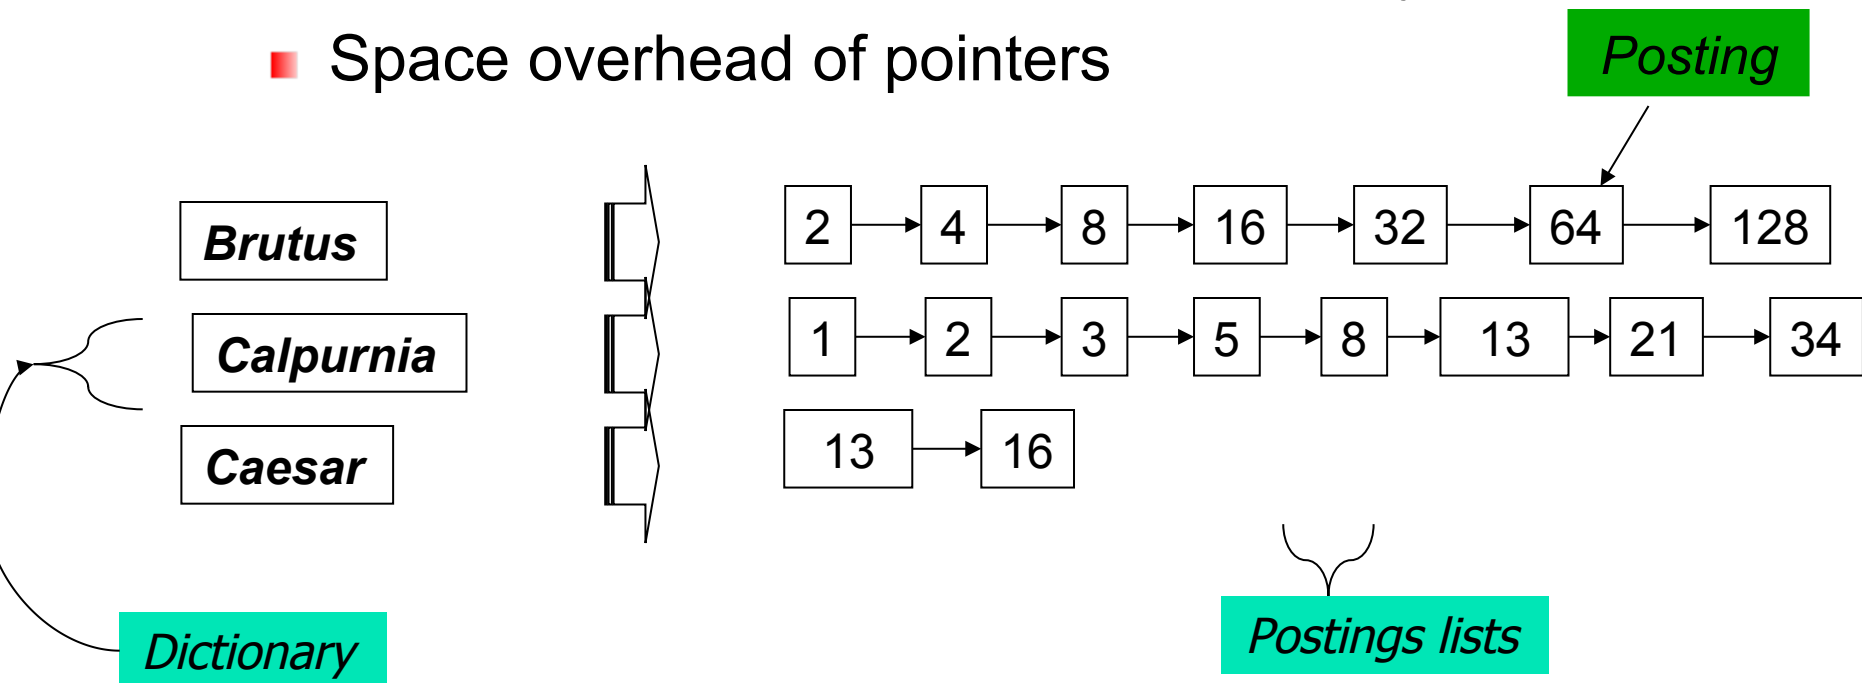 Space overhead of pointers
Posting
Brutus
2 4 8 16 32 64 128
Calpurnia
1 2 3 5 8 13 21 34
Caesar
13 16
Dictionary
Postings lists